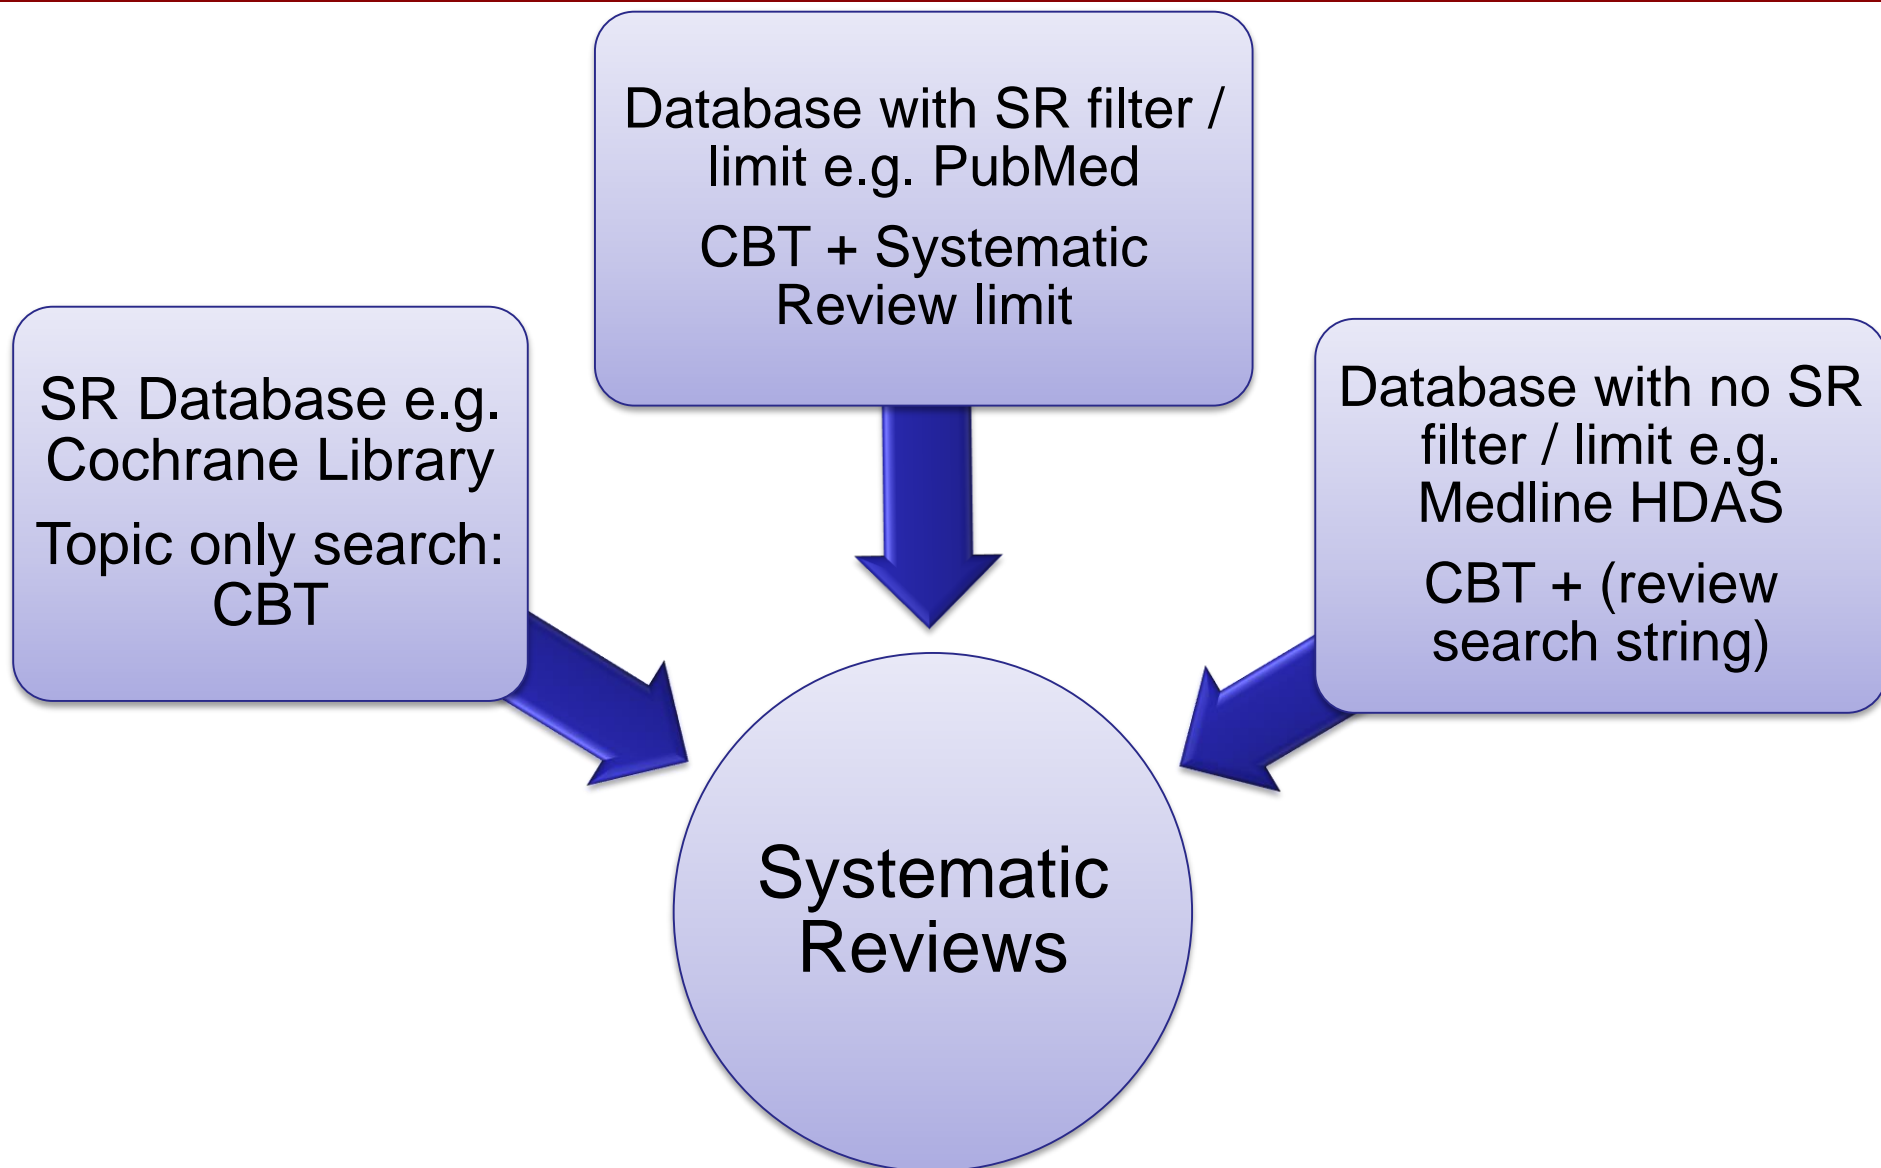 Database with SR filter /
limit e.g. PubMed
CBT + Systematic
Review limit
SR Database e.g.
Cochrane Library
Topic only search:
CBT
Database with no SR
filter / limit e.g.
Medline HDAS
CBT + (review
search string)
Systematic
Reviews